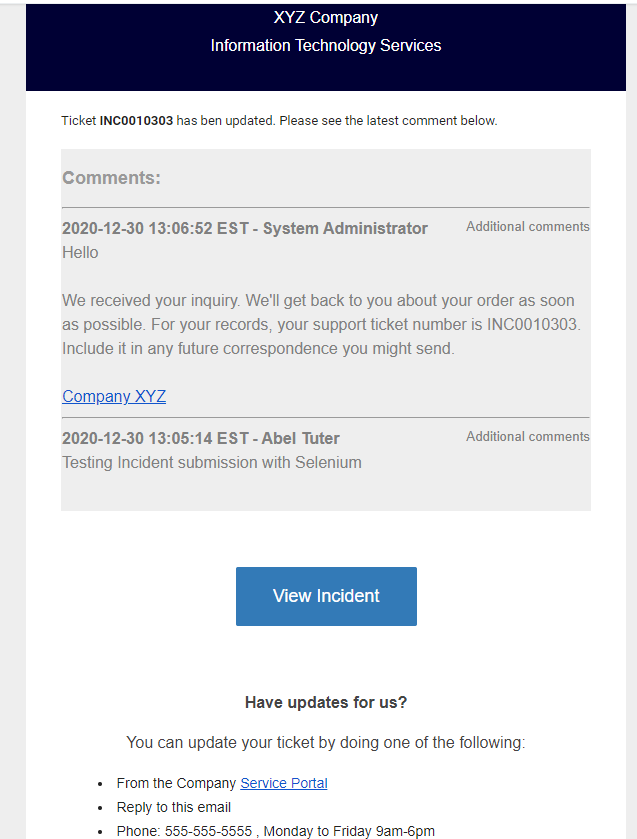 XYZ Company
Information Technology Services
Ticket INC0010303 has ben updated. Please see the latest comment below.
Comments:
2020-12-30 13:06:52 EST - System Administrator Additional comments
Hello
We received your inquiry. We'll get back to you about your order as soon
as possible. For your records, your support ticket number is INC0010303.
Include it in any future correspondence you might send.
Company XYZ
2020-12-30 13:05:14 EST - Abel Tuter Additional comments
Testing Incident submission with Selenium
View Incident
Have updates for us?
You can update your ticket by doing one of the following:
• From the Company Service Portal
• Reply to this email
• Phone: 555-555-5555 , Monday to Friday 9am-6pm